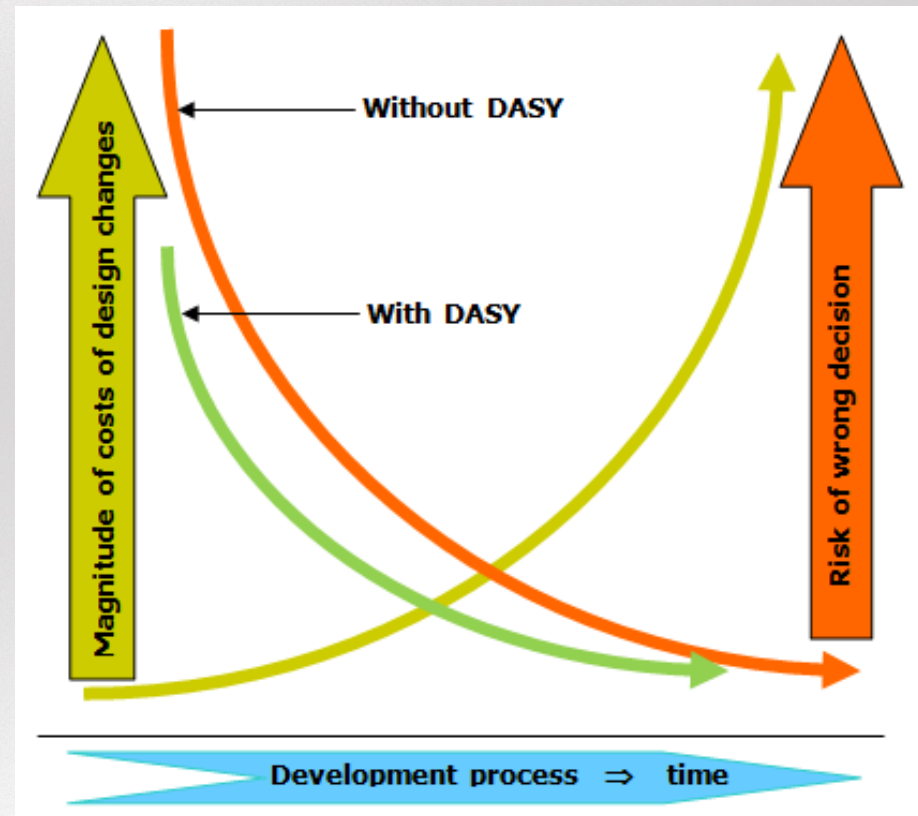 Magnitude of costs of design changes
Without DASY
With DASY
Risk of wrong decision
Development process ⇒ time